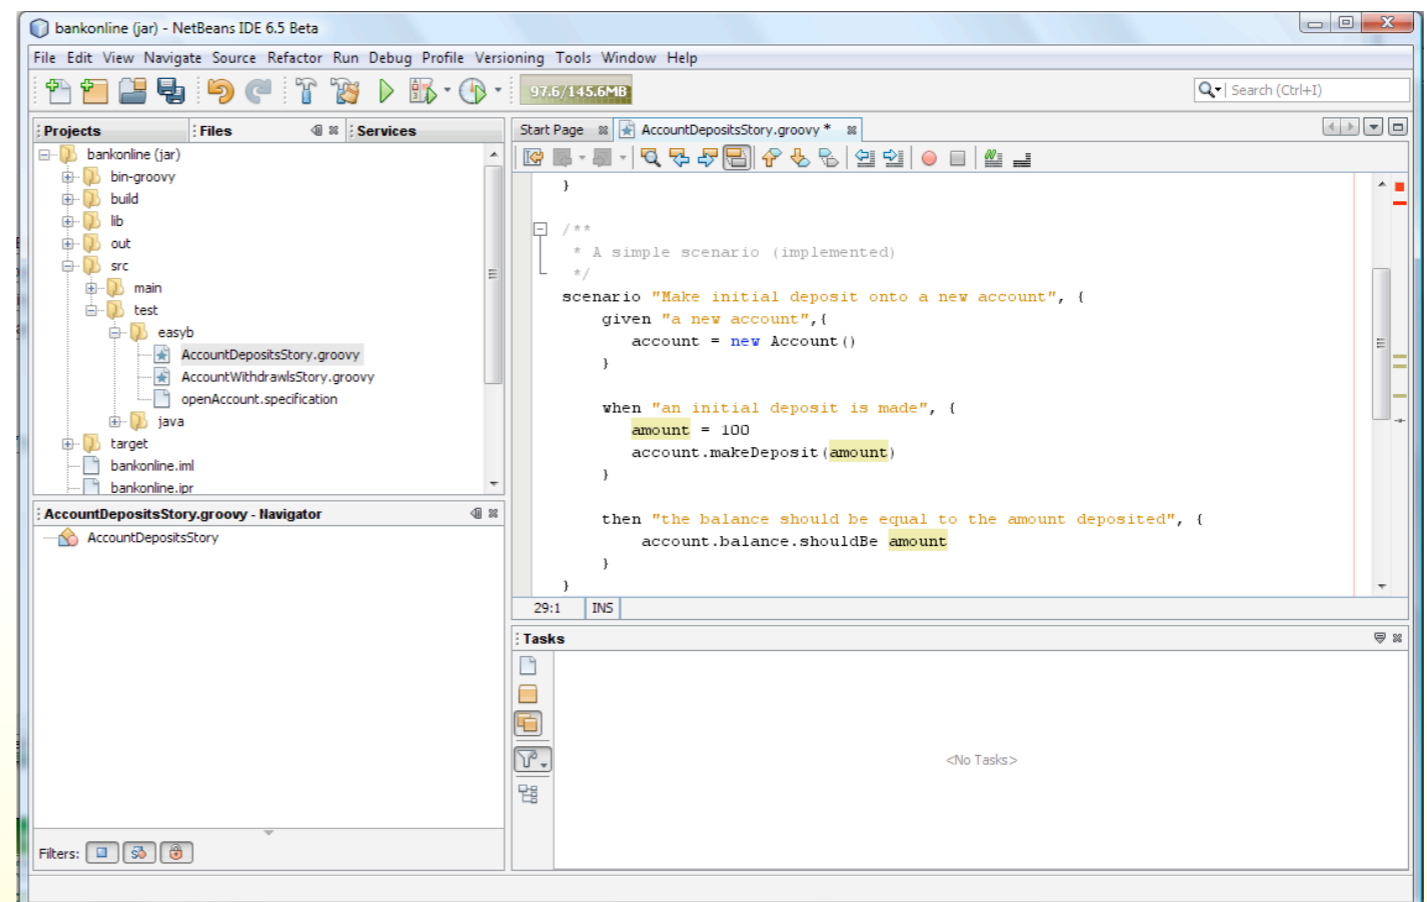 bankonline (jar) - NetBeans IDE 6.5 Beta
File Edit View Navigate Source Refactor Run Debug Profile Versioning Tools Window Help
97.6/145.6MB
Search (Ctrl+I)
Projects
Files
Services
bankonline (jar)
bin-groovy
build
lib
out
src
main
test
easyb
AccountDepositsStory.groovy
AccountWithdrawlsStory.groovy
openAccount.specification
java
target
bankonline.iml
bankonline.ipr
AccountDepositsStory.groovy - Navigator
AccountDepositsStory
Filters:
Start Page
AccountDepositsStory.groovy *
}
/**
* A simple scenario (implemented)
*/
scenario "Make initial deposit onto a new account", {
given "a new account",{
account = new Account()
}
when "an initial deposit is made", {
amount = 100
account.makeDeposit(amount)
}
then "the balance should be equal to the amount deposited", {
account.balance.shouldBe amount
}
}
29:1
INS
Tasks
<No Tasks>